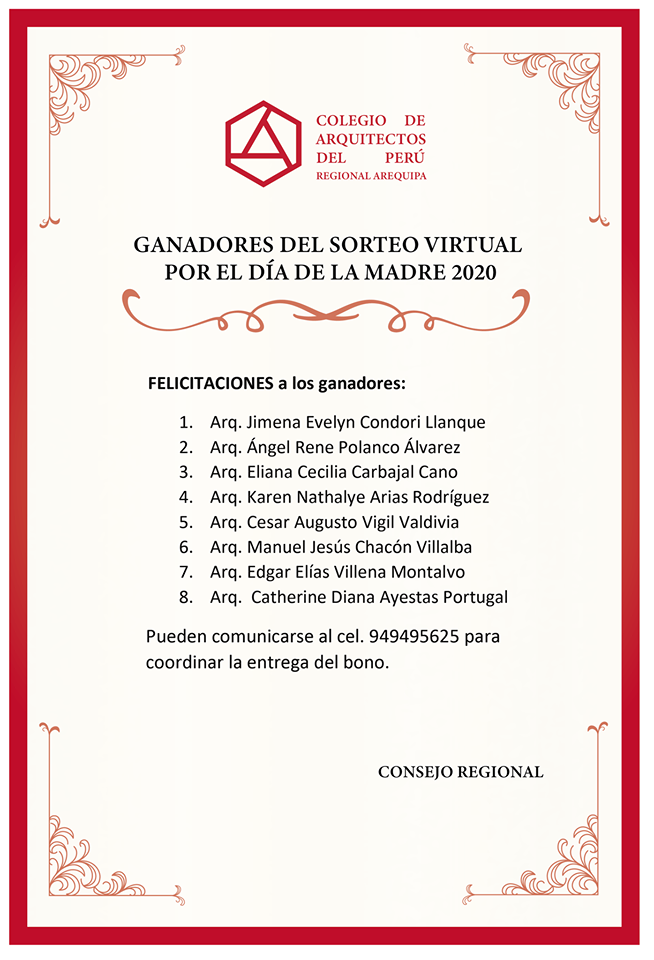 COLEGIO DE
ARQUITECTOS
DEL PERÚ
REGIONAL AREQUIPA
GANADORES DEL SORTEO VIRTUAL
POR EL DÍA DE LA MADRE 2020
FELICITACIONES a los ganadores:
1. Arq. Jimena Evelyn Condori Llanque
2. Arq. Ángel Rene Polanco Álvarez
3. Arq. Eliana Cecilia Carbajal Cano
4. Arq. Karen Nathalye Arias Rodríguez
5. Arq. Cesar Augusto Vigil Valdivia
6. Arq. Manuel Jesús Chacón Villalba
7. Arq. Edgar Elías Villena Montalvo
8. Arq. Catherine Diana Ayestas Portugal
Pueden comunicarse al cel. 949495625 para
coordinar la entrega del bono.
CONSEJO REGIONAL